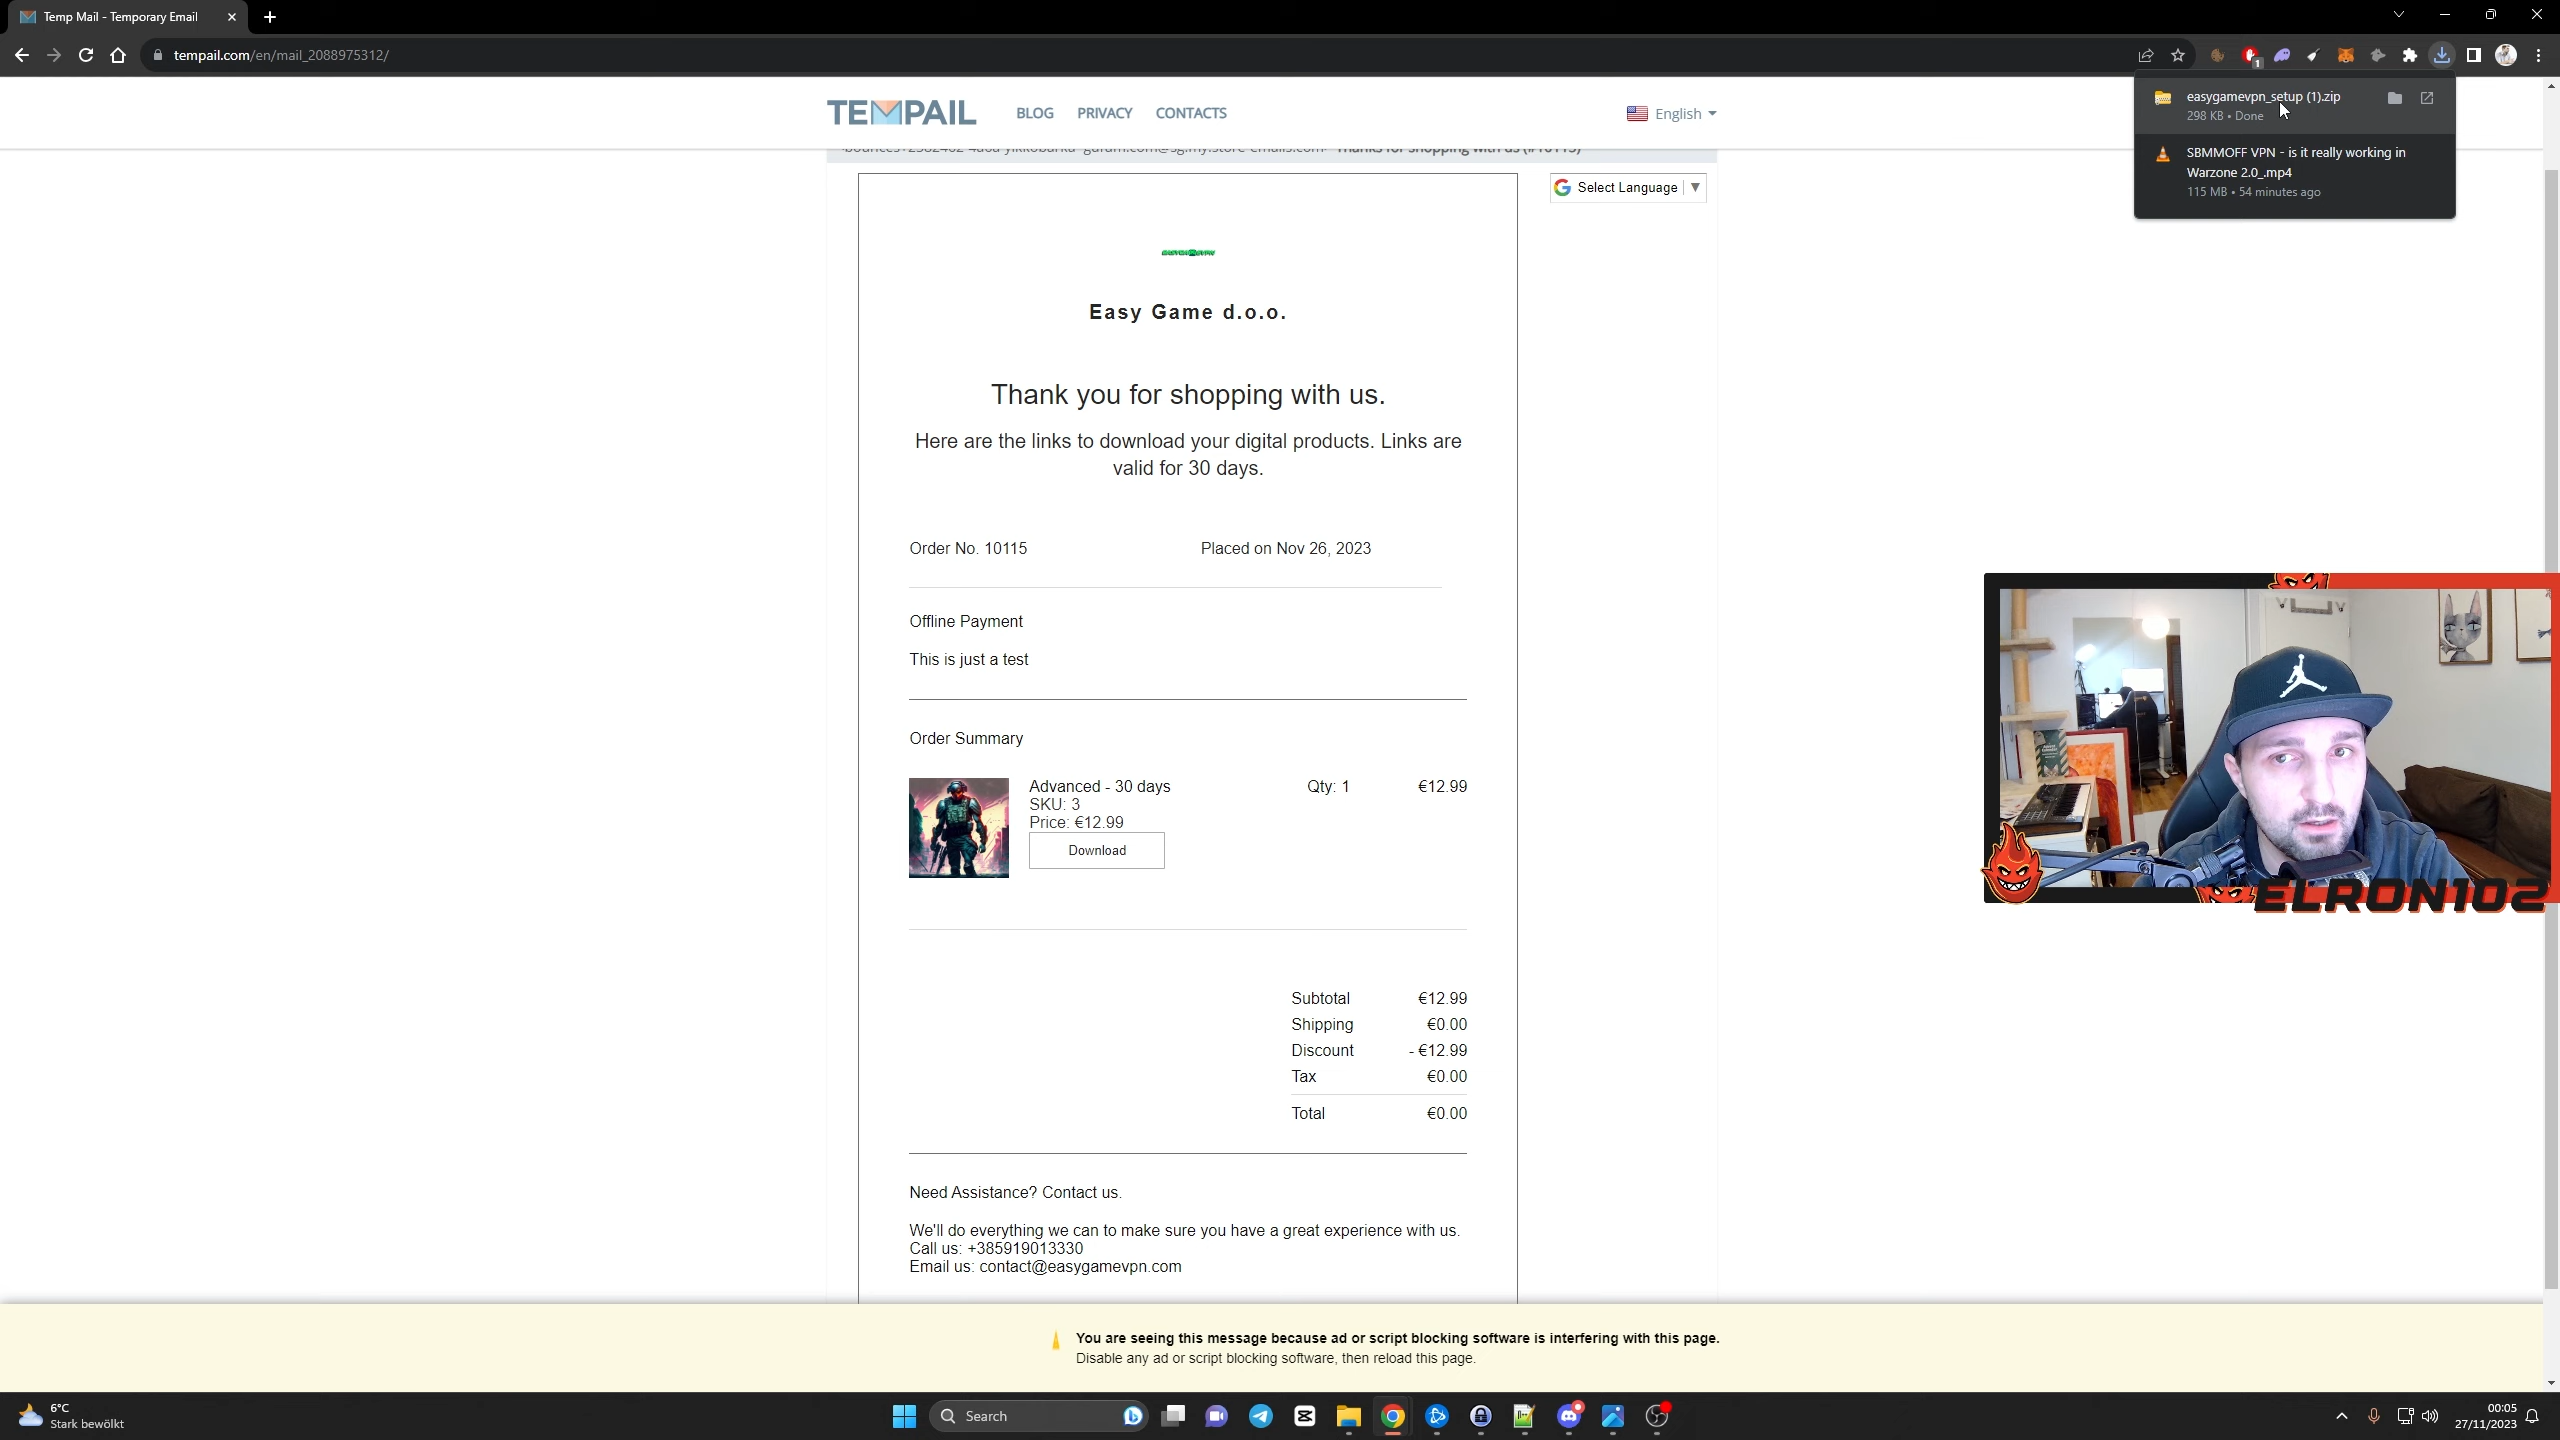 Temp Mail - Temporary Email
tempail.com/en/mail_2088975312/
1
easygamevpn_setup (1).zip
298 KB • Done
SBMMOFF VPN - is it really working in
Warzone 2.0_.mp4
115 MB • 54 minutes ago
TEMPAIL
BLOG
PRIVACY
CONTACTS
English
Select Language
EASYGAMEVPN
Easy Game d.o.o.
Thank you for shopping with us.
Here are the links to download your digital products. Links are
valid for 30 days.
Order No. 10115
Placed on Nov 26, 2023
Offline Payment
This is just a test
Order Summary
Advanced - 30 days
Qty: 1
€12.99
SKU: 3
Price: €12.99
Download
Subtotal €12.99
Shipping €0.00
Discount - €12.99
Tax €0.00
Total €0.00
Need Assistance? Contact us.
We'll do everything we can to make sure you have a great experience with us.
Call us: +385919013330
Email us: contact@easygamevpn.com
ELRON102
You are seeing this message because ad or script blocking software is interfering with this page.
Disable any ad or script blocking software, then reload this page.
6°C
Stark bewölkt
Search
00:05
27/11/2023